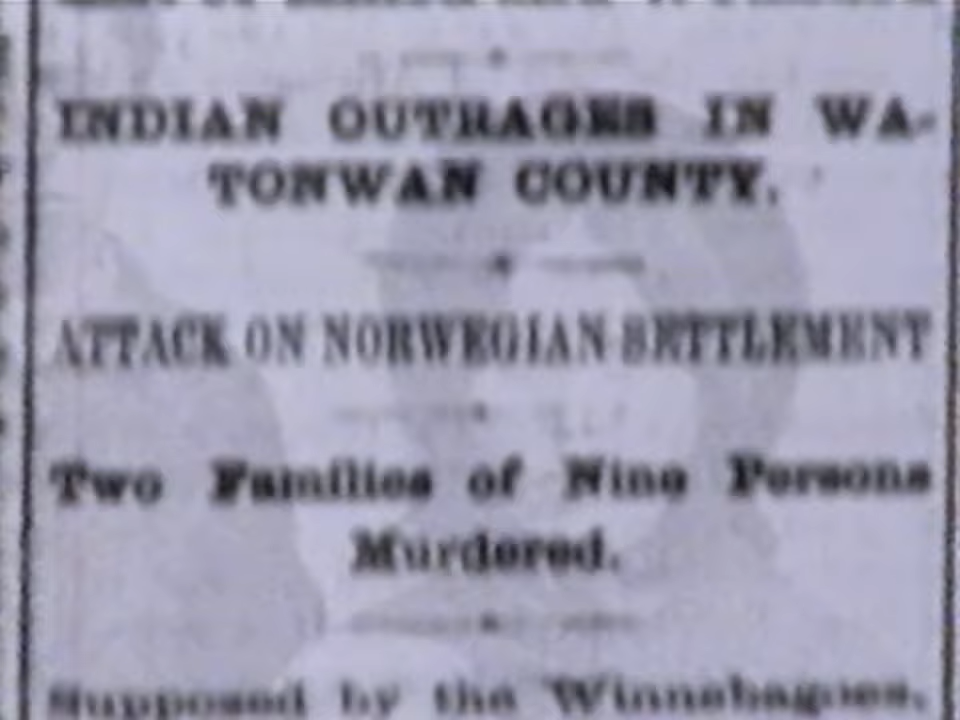 INDIAN OUTRAGES IN WA-
TONWAN COUNTY.
ATTACK ON NORWEGIAN SETTLEMENT
Two Families of Nine Persons
Murdered.
Supposed by the Winnebagoes.